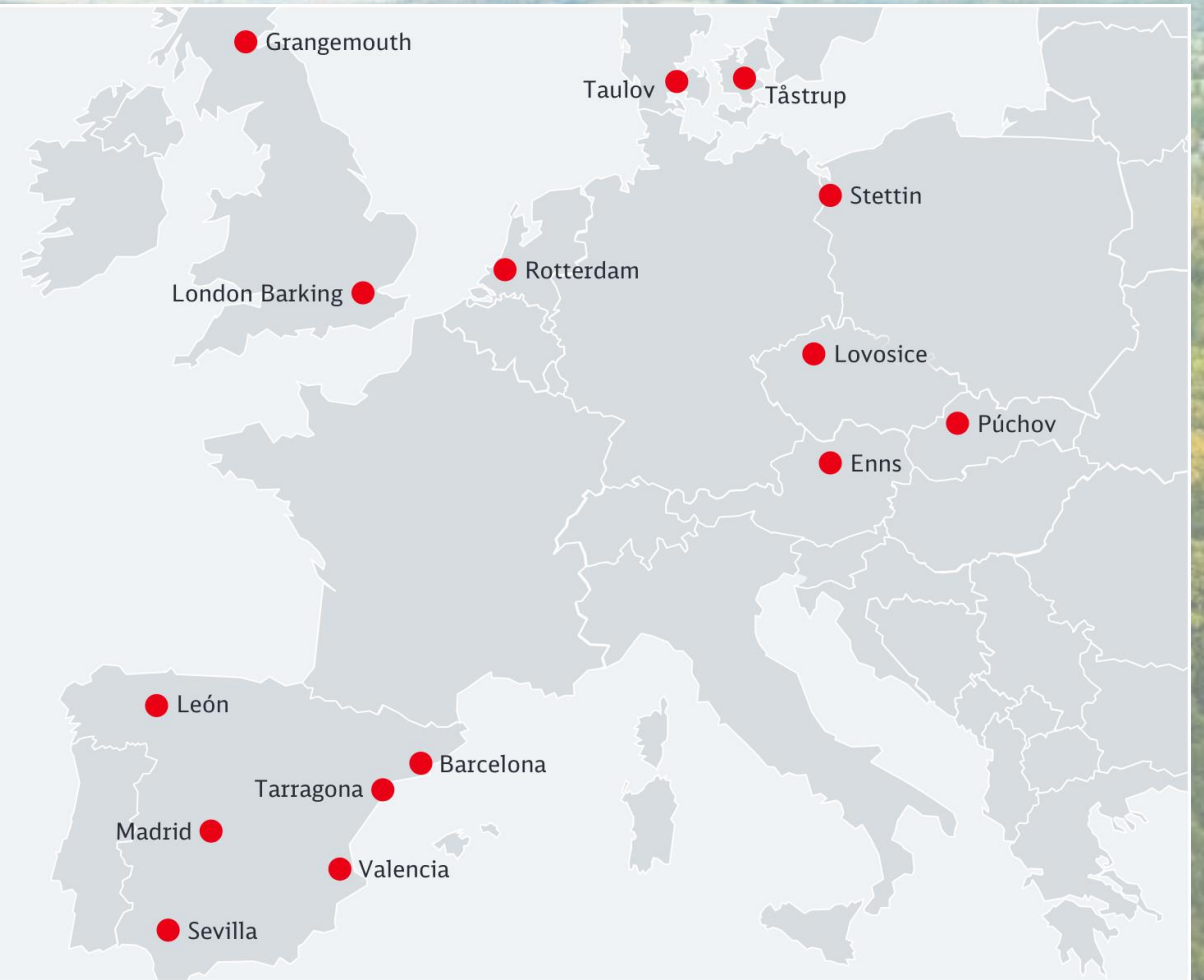 Grangemouth
Taulov
Tåstrup
Stettin
Rotterdam
London Barking
Lovosice
Púchov
Enns
León
Barcelona
Tarragona
Madrid
Valencia
Sevilla